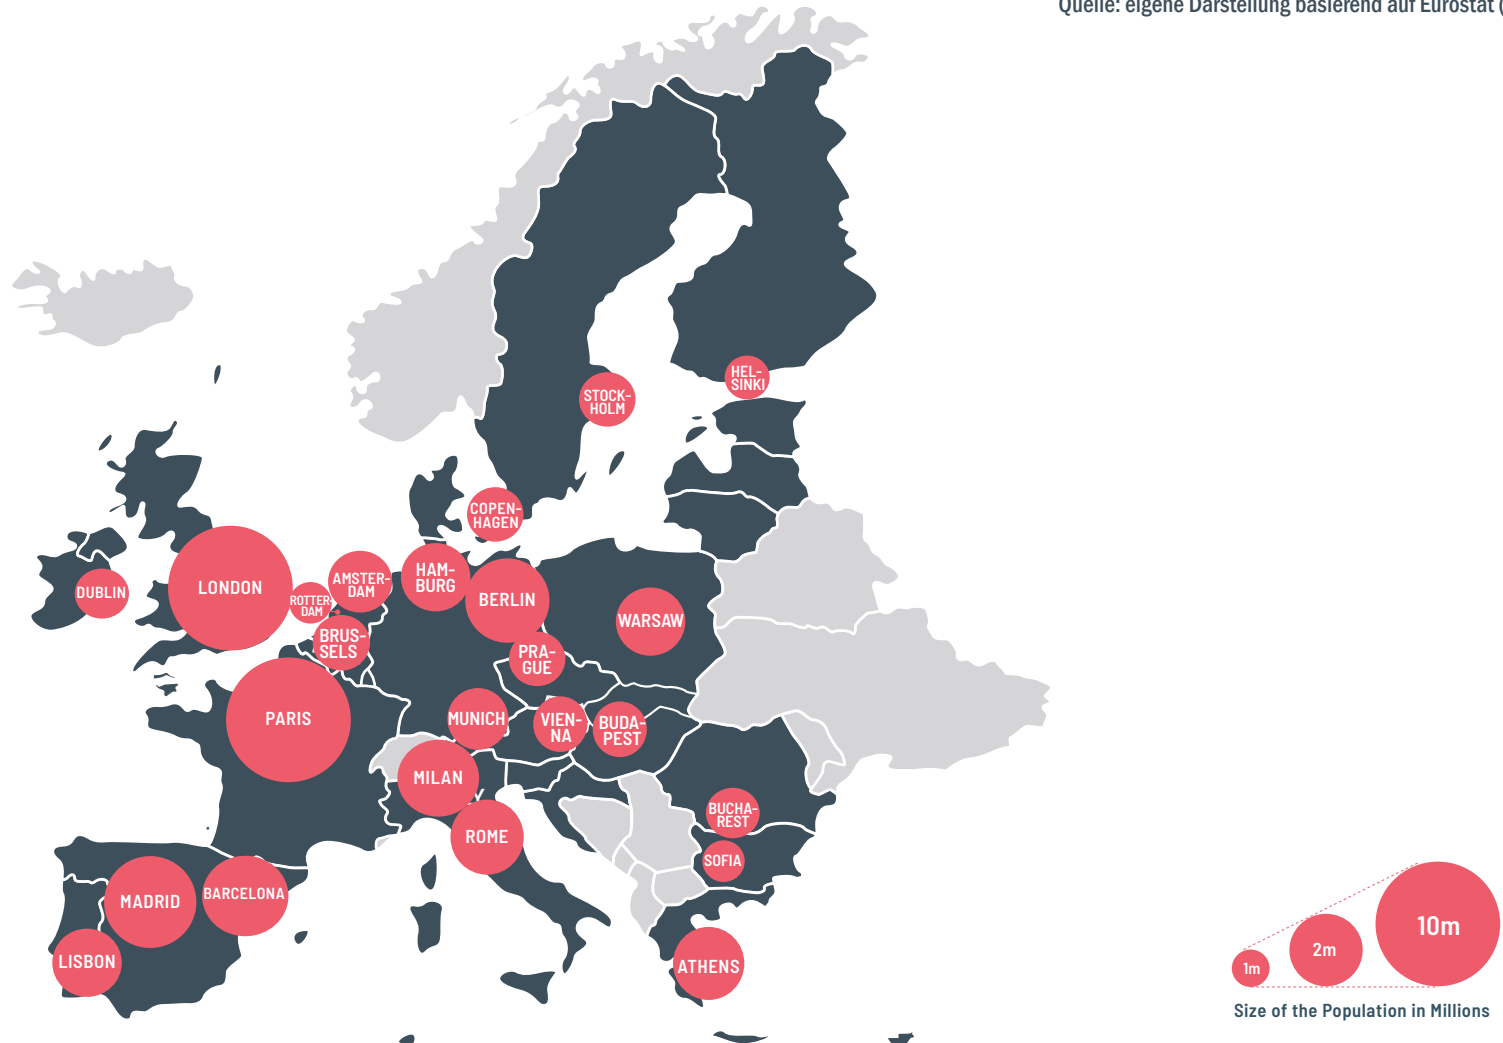 Quelle: eigene Darstellung basierend auf Eurostat (
HEL-
SINKI
STOCK-
HOLM
COPEN-
HAGEN
DUBLIN
LONDON
ROTTER-
DAM
AMSTER-
DAM
HAM-
BURG
BERLIN
WARSAW
BRUS-
SELS
PRA-
GUE
PARIS
MUNICH
VIEN-
NA
BUDA-
PEST
MILAN
ROME
BUCHA-
REST
SOFIA
MADRID
BARCELONA
LISBON
ATHENS
1m
2m
10m
Size of the Population in Millions